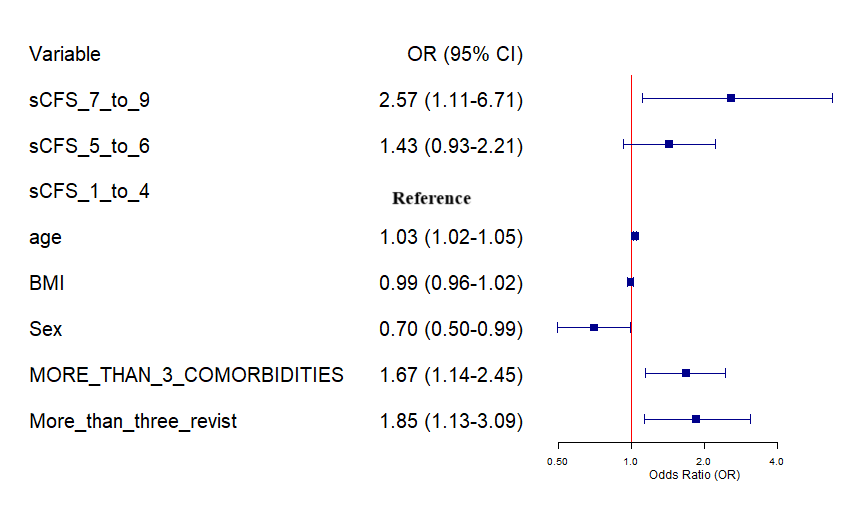 Variable OR (95% CI)
sCFS_7_to_9 2.57 (1.11-6.71)
sCFS_5_to_6 1.43 (0.93-2.21)
sCFS_1_to_4 Reference
age 1.03 (1.02-1.05)
BMI 0.99 (0.96-1.02)
Sex 0.70 (0.50-0.99)
MORE_THAN_3_COMORBIDITIES 1.67 (1.14-2.45)
More_than_three_revist 1.85 (1.13-3.09)
0.50 1.0 2.0 4.0
Odds Ratio (OR)